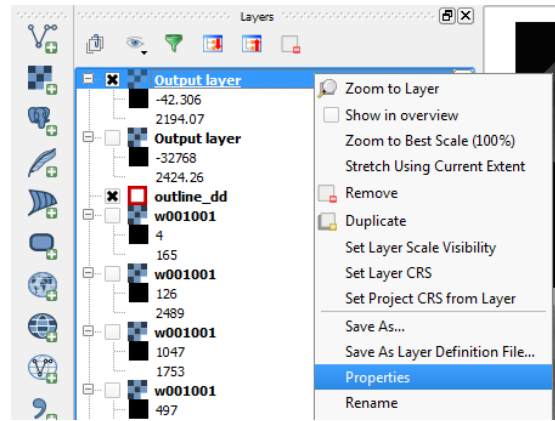 Layers
Output layer
-42.306
2194.07
Output layer
-32768
2424.26
outline_dd
w001001
4
165
w001001
126
2489
w001001
1047
1753
w001001
497
Zoom to Layer
Show in overview
Zoom to Best Scale (100%)
Stretch Using Current Extent
Remove
Duplicate
Set Layer Scale Visibility
Set Layer CRS
Set Project CRS from Layer
Save As...
Save As Layer Definition File...
Properties
Rename